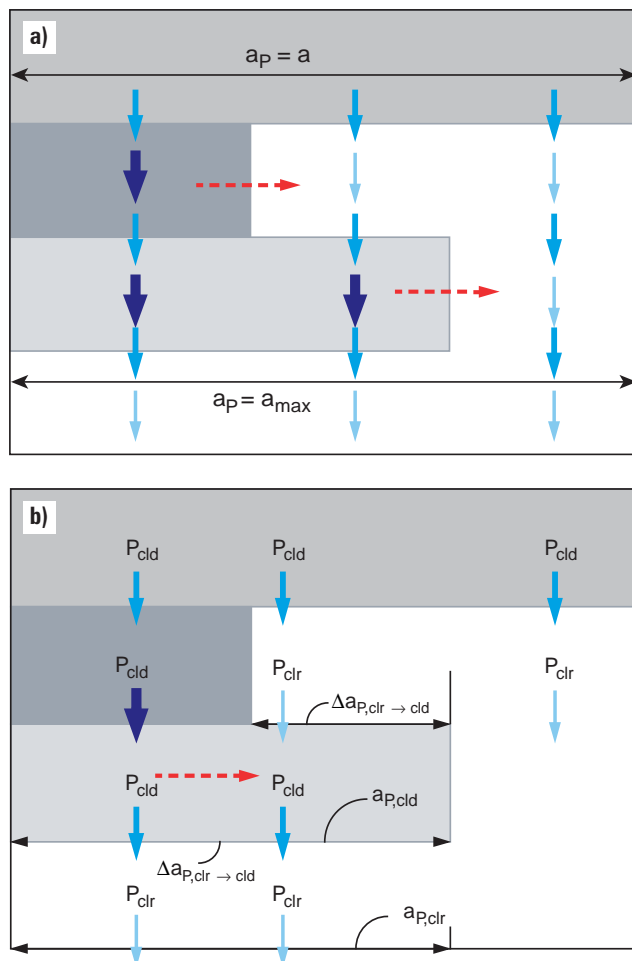 a)
aP = a
aP = amax
b)
Pcld Pcld Pcld
Pcld Pclr Pclr
ΔaP,clr → cld
Pcld Pcld aP,cld
ΔaP,clr → cld
Pclr Pclr aP,clr